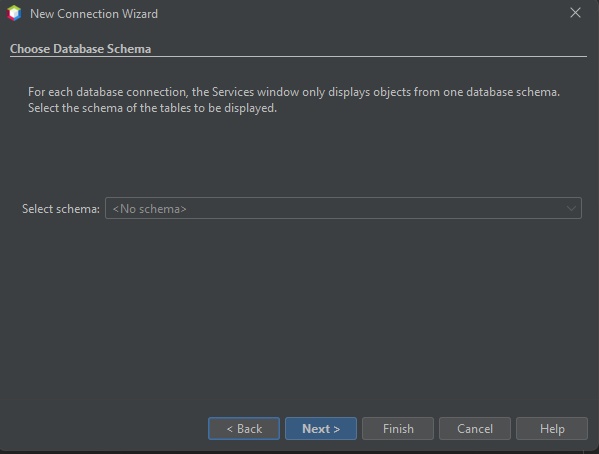 New Connection Wizard
Choose Database Schema
For each database connection, the Services window only displays objects from one database schema.
Select the schema of the tables to be displayed.
Select schema: <No schema>
< Back Next > Finish Cancel Help